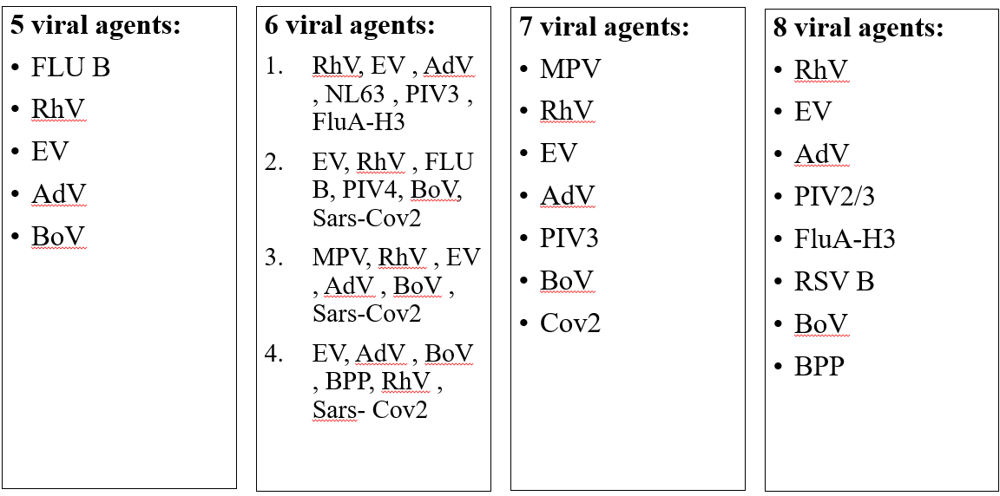 5 viral agents:
• FLU B
• RhV
• EV
• AdV
• BoV
6 viral agents:
1. RhV, EV , AdV
, NL63 , PIV3 ,
FluA-H3
2. EV, RhV , FLU
B, PIV4, BoV,
Sars-Cov2
3. MPV, RhV , EV
, AdV , BoV ,
Sars-Cov2
4. EV, AdV , BoV
, BPP, RhV ,
Sars- Cov2
7 viral agents:
• MPV
• RhV
• EV
• AdV
• PIV3
• BoV
• Cov2
8 viral agents:
• RhV
• EV
• AdV
• PIV2/3
• FluA-H3
• RSV B
• BoV
• BPP